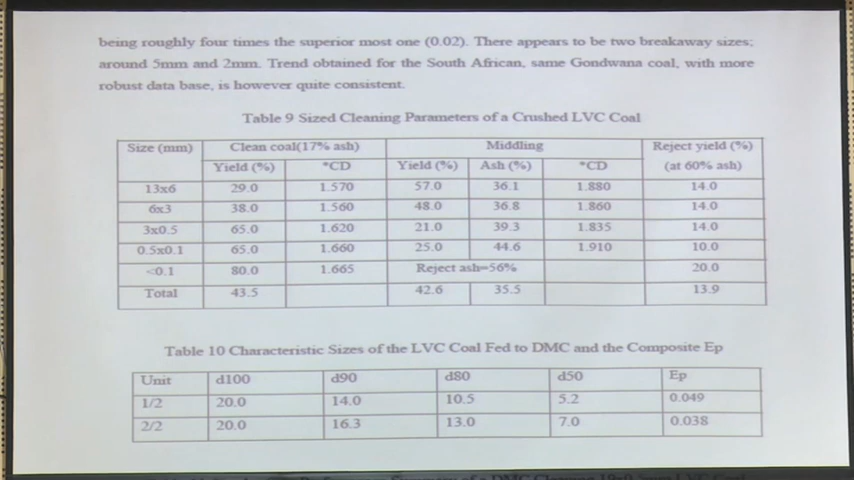 being roughly four times the superior most one (0.02). There appears to be two breakaway sizes;
around 5mm and 2mm. Trend obtained for the South African, same Gondwana coal, with more
robust data base, is however quite consistent.
Table 9 Sized Cleaning Parameters of a Crushed LVC Coal
Size (mm) Clean coal(17% ash) Middling Reject yield (%)
Yield (%) *CD Yield (%) Ash (%) *CD (at 60% ash)
13x6 29.0 1.570 57.0 36.1 1.880 14.0
6x3 38.0 1.560 48.0 36.8 1.860 14.0
3x0.5 65.0 1.620 21.0 39.3 1.835 14.0
0.5x0.1 65.0 1.660 25.0 44.6 1.910 10.0
<0.1 80.0 1.665 Reject ash=56% 20.0
Total 43.5 42.6 35.5 13.9
Table 10 Characteristic Sizes of the LVC Coal Fed to DMC and the Composite Ep
Unit d100 d90 d80 d50 Ep
1/2 20.0 14.0 10.5 5.2 0.049
2/2 20.0 16.3 13.0 7.0 0.038